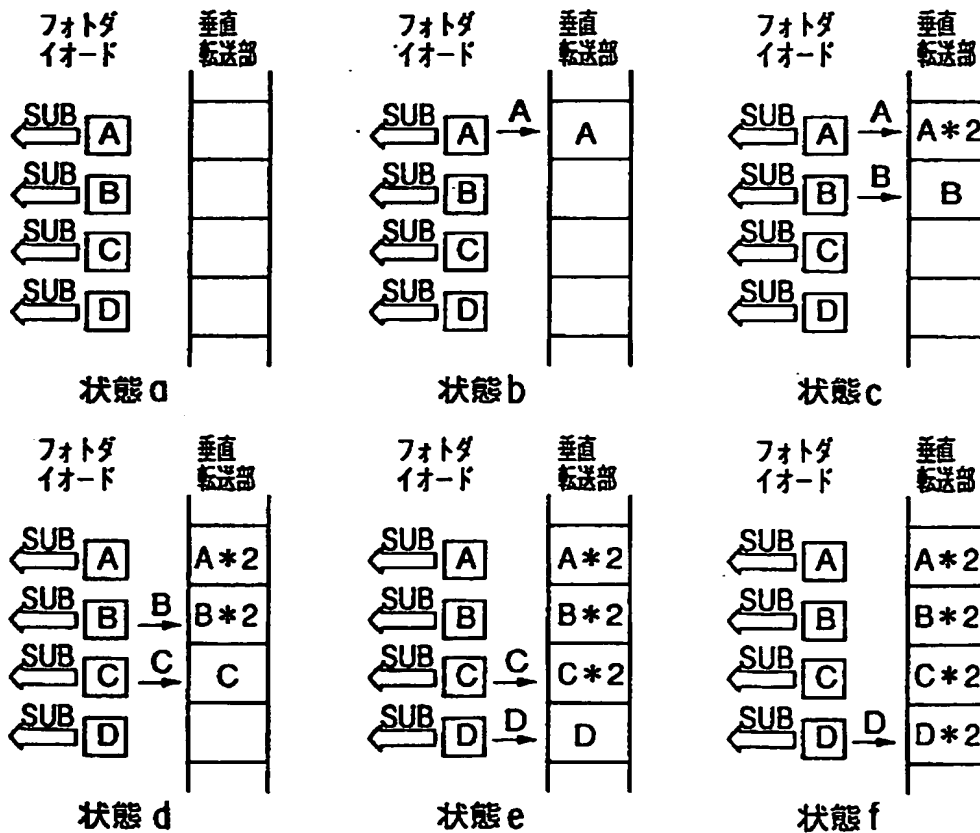 フォトダ
イオード
垂直
転送部
SUB A
SUB B
SUB C
SUB D
状態a
フォトダ
イオード
垂直
転送部
A
SUB A A
SUB B
SUB C
SUB D
状態b
フォトダ
イオード
垂直
転送部
A
SUB A A*2
B
SUB B B
SUB C
SUB D
状態c
フォトダ
イオード
垂直
転送部
SUB A A*2
B
SUB B B*2
C
SUB C C
SUB D
状態d
フォトダ
イオード
垂直
転送部
SUB A A*2
SUB B B*2
C
SUB C C*2
D
SUB D D
状態e
フォトダ
イオード
垂直
転送部
SUB A A*2
SUB B B*2
SUB C C*2
D
SUB D D*2
状態f